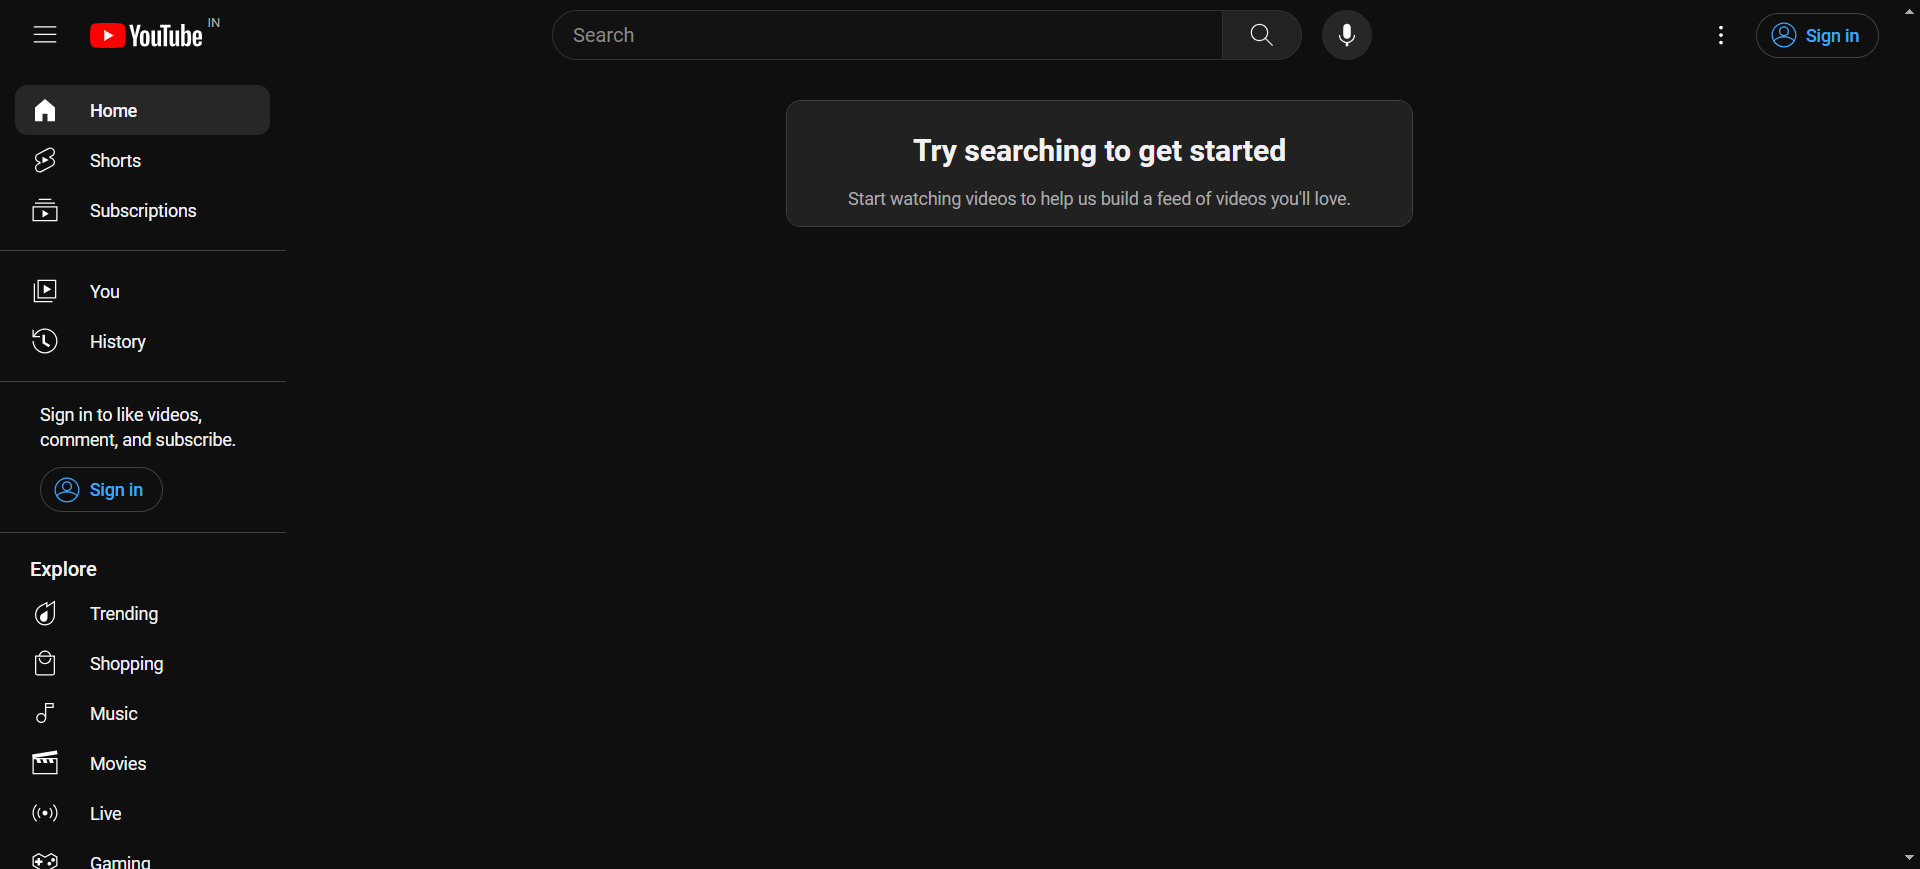 YouTube IN
Search
Sign in
Home
Shorts
Subscriptions
You
History
Sign in to like videos,
comment, and subscribe.
Sign in
Explore
Trending
Shopping
Music
Movies
Live
Gaming
Try searching to get started
Start watching videos to help us build a feed of videos you'll love.